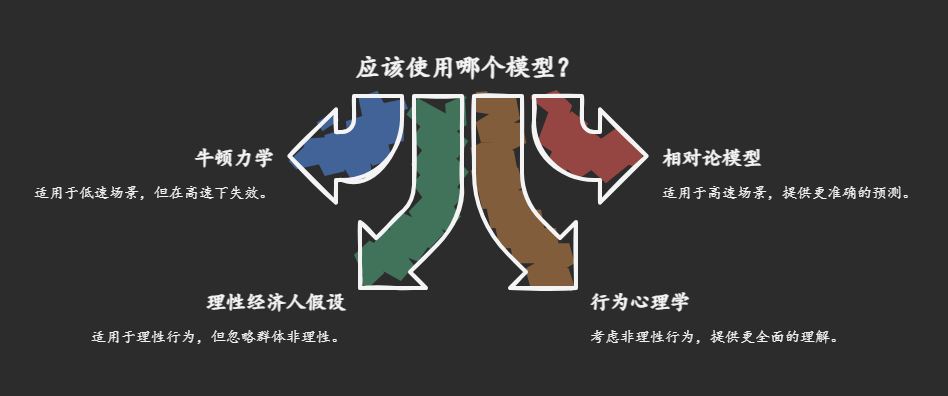 应该使用哪个模型？
牛顿力学
适用于低速场景，但在高速下失效。
相对论模型
适用于高速场景，提供更准确的预测。
理性经济人假设
适用于理性行为，但忽略群体非理性。
行为心理学
考虑非理性行为，提供更全面的理解。